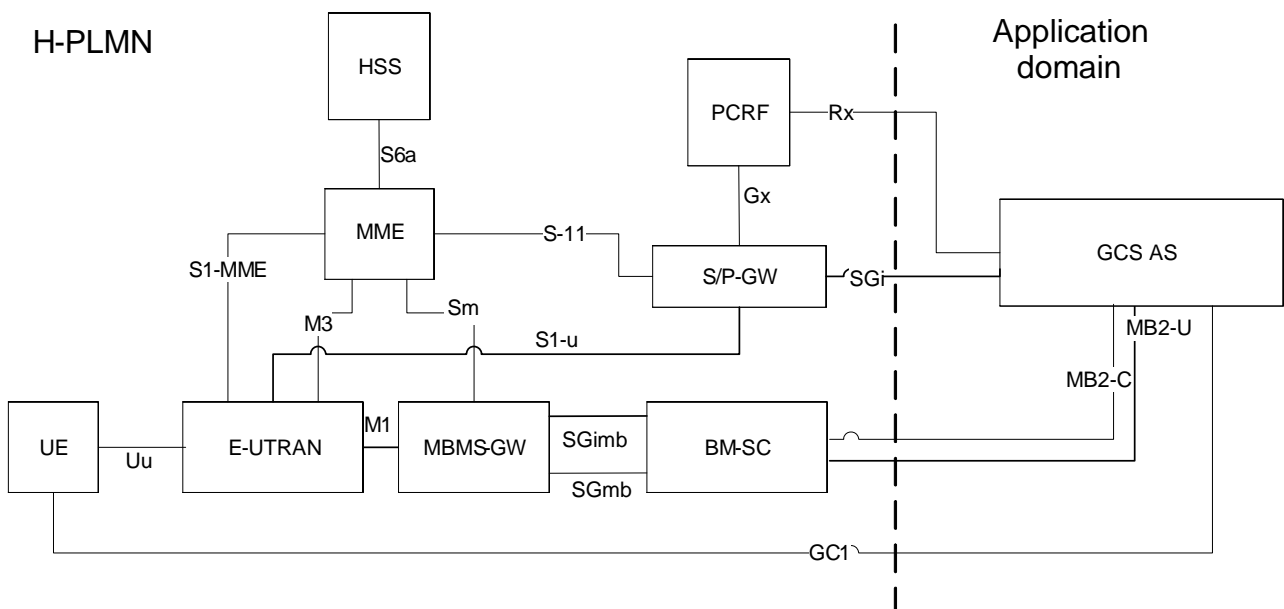 H-PLMN
Application
domain
HSS
PCRF
Rx
S6a
Gx
MME
S-11
GCS AS
S1-MME
S/P-GW
SGi
Sm
M3
S1-u
MB2-U
MB2-C
M1
UE
E-UTRAN
MBMS-GW
SGimb
BM-SC
Uu
SGmb
GC1